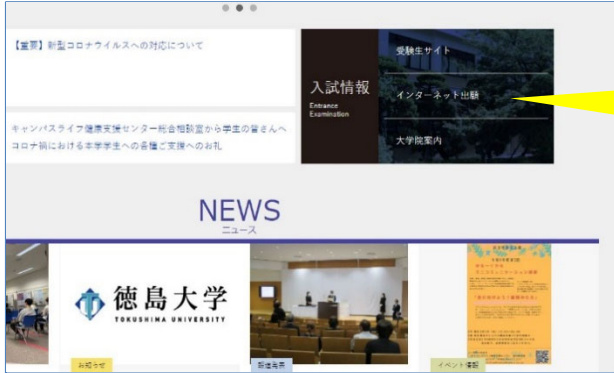 【重要】新型コロナウイルスへの対応について
キャンパスライフ健康支援センター総合相談室から学生の皆さんへ
コロナ禍における本学学生への各種ご支援へのお礼
入試情報
Entrance
Examination
受験生サイト
インターネット出願
大学院案内
NEWS
ニュース
徳島大学
TOKUSHIMA UNIVERSITY
お知らせ
報道発表
イベント情報